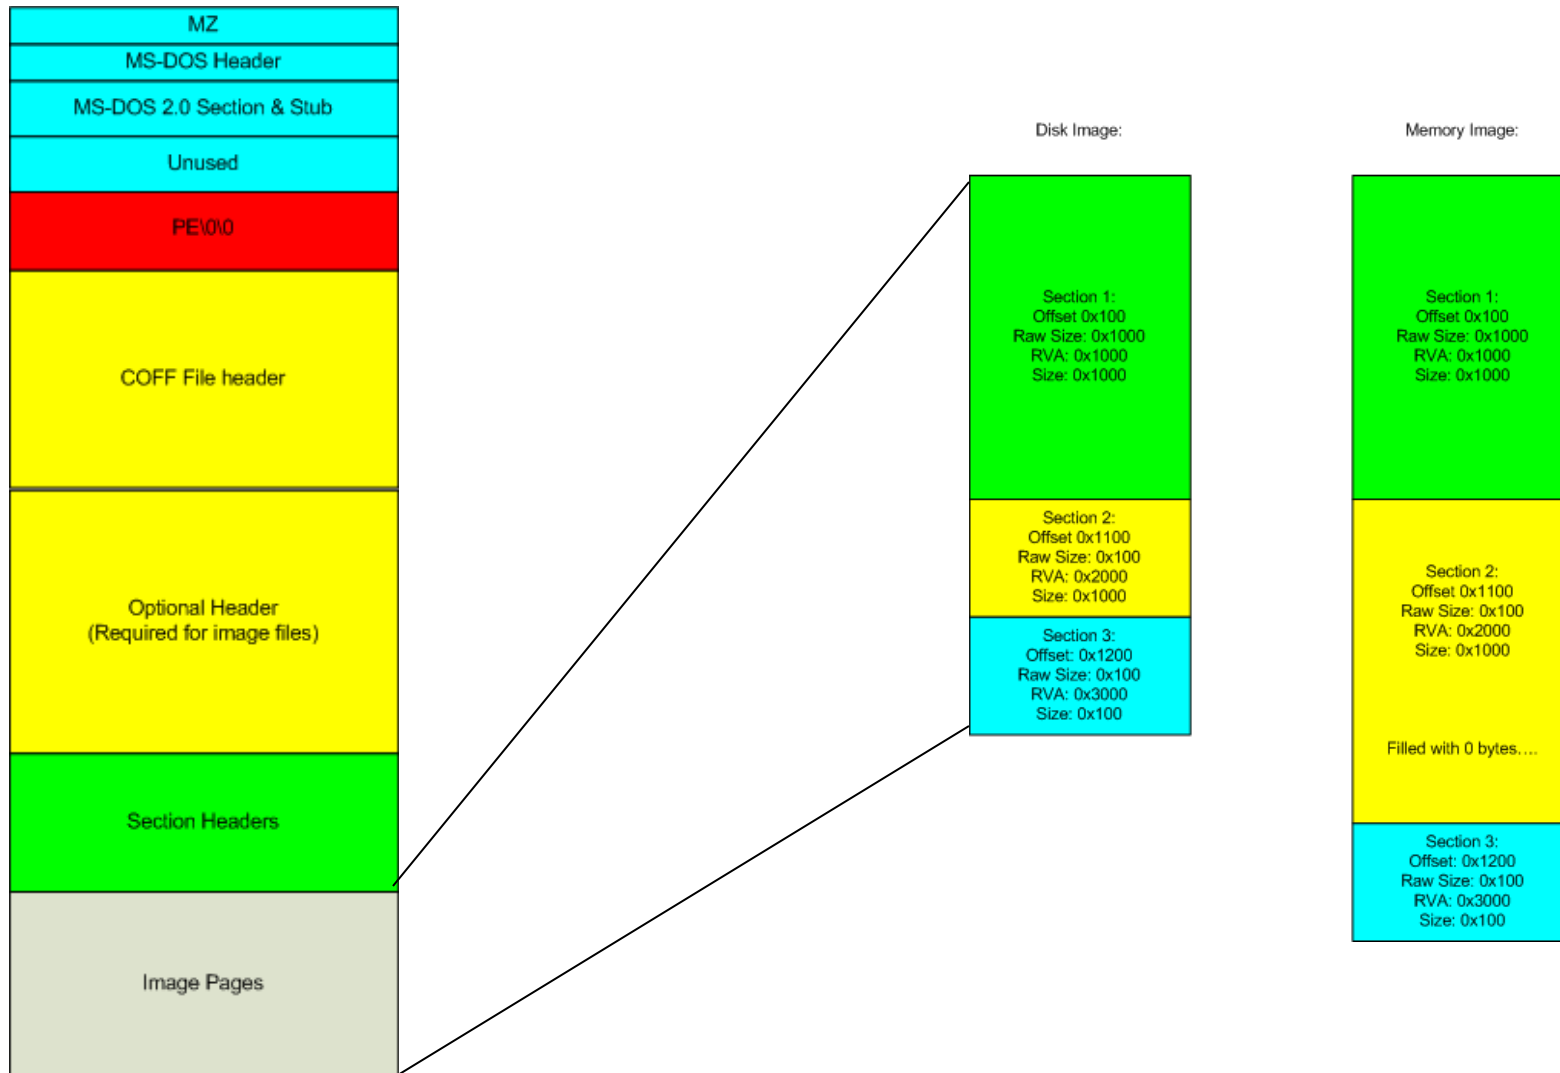 MZ
MS-DOS Header
MS-DOS 2.0 Section & Stub
Unused
PE\0\0
COFF File header
Optional Header
(Required for image files)
Section Headers
Image Pages
Disk Image:
Section 1:
Offset 0x100
Raw Size: 0x1000
RVA: 0x1000
Size: 0x1000
Section 2:
Offset 0x1100
Raw Size: 0x100
RVA: 0x2000
Size: 0x1000
Section 3:
Offset: 0x1200
Raw Size: 0x100
RVA: 0x3000
Size: 0x100
Memory Image:
Section 1:
Offset 0x100
Raw Size: 0x1000
RVA: 0x1000
Size: 0x1000
Section 2:
Offset 0x1100
Raw Size: 0x100
RVA: 0x2000
Size: 0x1000
Filled with 0 bytes....
Section 3:
Offset: 0x1200
Raw Size: 0x100
RVA: 0x3000
Size: 0x100